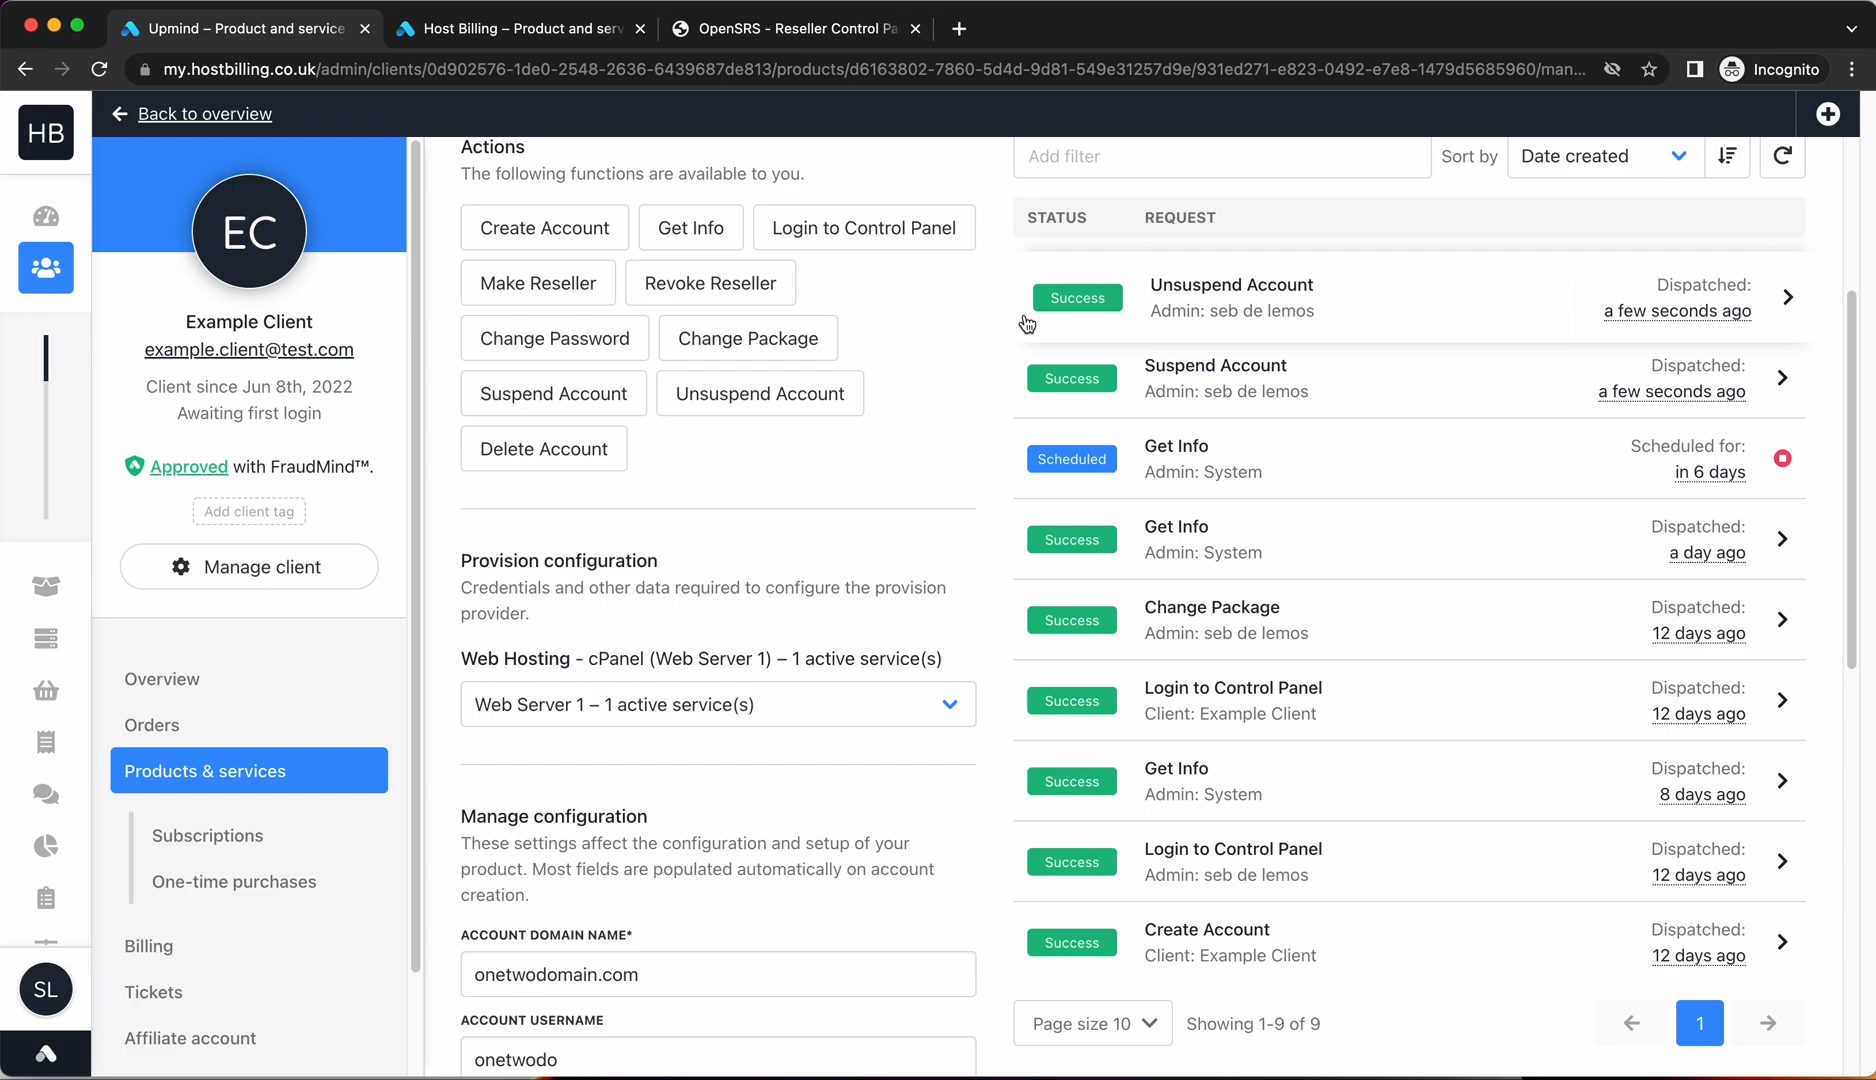 Upmind – Product and service
Host Billing – Product and serv
OpenSRS - Reseller Control Pa
my.hostbilling.co.uk/admin/clients/0d902576-1de0-2548-2636-6439687de813/products/d6163802-7860-5d4d-9d81-549e31257d9e/931ed271-e823-0492-e7e8-1479d5685960/man...
Incognito
HB
Back to overview
EC
Example Client
example.client@test.com
Client since Jun 8th, 2022
Awaiting first login
Approved with FraudMind™.
Add client tag
Manage client
Overview
Orders
Products & services
Subscriptions
One-time purchases
Billing
Tickets
Affiliate account
SL
Actions
The following functions are available to you.
Create Account
Get Info
Login to Control Panel
Make Reseller
Revoke Reseller
Change Password
Change Package
Suspend Account
Unsuspend Account
Delete Account
Provision configuration
Credentials and other data required to configure the provision
provider.
Web Hosting - cPanel (Web Server 1) – 1 active service(s)
Web Server 1 – 1 active service(s)
Manage configuration
These settings affect the configuration and setup of your
product. Most fields are populated automatically on account
creation.
ACCOUNT DOMAIN NAME*
onetwodomain.com
ACCOUNT USERNAME
onetwodo
Add filter
Sort by
Date created
STATUS
REQUEST
Success
Unsuspend Account
Admin: seb de lemos
Dispatched:
a few seconds ago
Success
Suspend Account
Admin: seb de lemos
Dispatched:
a few seconds ago
Scheduled
Get Info
Admin: System
Scheduled for:
in 6 days
Success
Get Info
Admin: System
Dispatched:
a day ago
Success
Change Package
Admin: seb de lemos
Dispatched:
12 days ago
Success
Login to Control Panel
Client: Example Client
Dispatched:
12 days ago
Success
Get Info
Admin: System
Dispatched:
8 days ago
Success
Login to Control Panel
Admin: seb de lemos
Dispatched:
12 days ago
Success
Create Account
Client: Example Client
Dispatched:
12 days ago
Page size 10
Showing 1-9 of 9
1